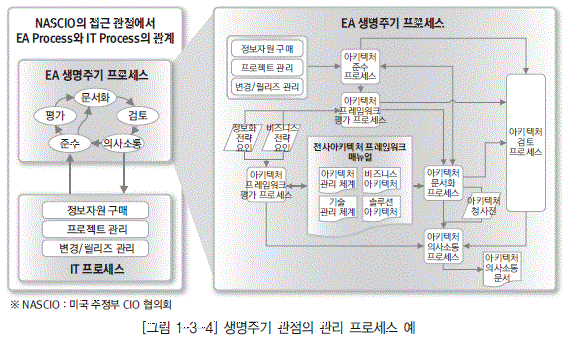 NASCIO의 접근 관점에서
EA Process와 IT Process의 관계
EA 생명주기 프로세스
문서화
평가
검토
준수
의사소통
정보자원 구매
프로젝트 관리
변경/릴리즈 관리
IT 프로세스
EA 생명주기 프로세스
정보자원 구매
프로젝트 관리
변경/릴리즈 관리
아키텍처
준수
프로세스
아키텍처
프레임워크
평가 프로세스
정보화
전략
요인
비즈니스
전략
요인
아키텍처
프레임워크
평가 프로세스
전사아키텍처 프레임워크
매뉴얼
아키텍처
관리 체계
비즈니스
아키텍처
기술
관리 체계
솔루션
아키텍처
아키텍처
문서화
프로세스
아키텍처
청사진
아키텍처
검토
프로세스
아키텍처
의사소통
프로세스
아키텍처
의사소통
문서
※ NASCIO : 미국 주정부 CIO 협의회
[그림 1-3-4] 생명주기 관점의 관리 프로세스 예